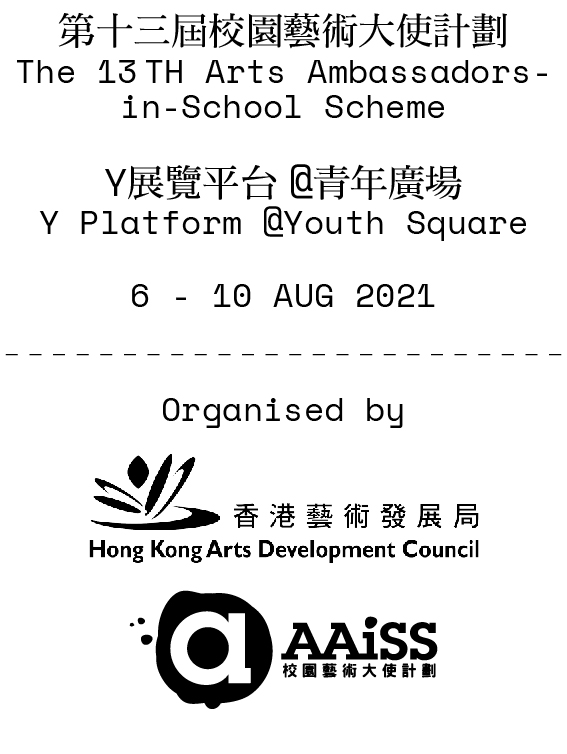 第十三屆校園藝術大使計劃
The 13TH Arts Ambassadors-
in-School Scheme
Y展覽平台 @青年廣場
Y Platform @Youth Square
6 - 10 AUG 2021
Organised by
香港藝術發展局
Hong Kong Arts Development Council
a AAiSS
校園藝術大使計劃